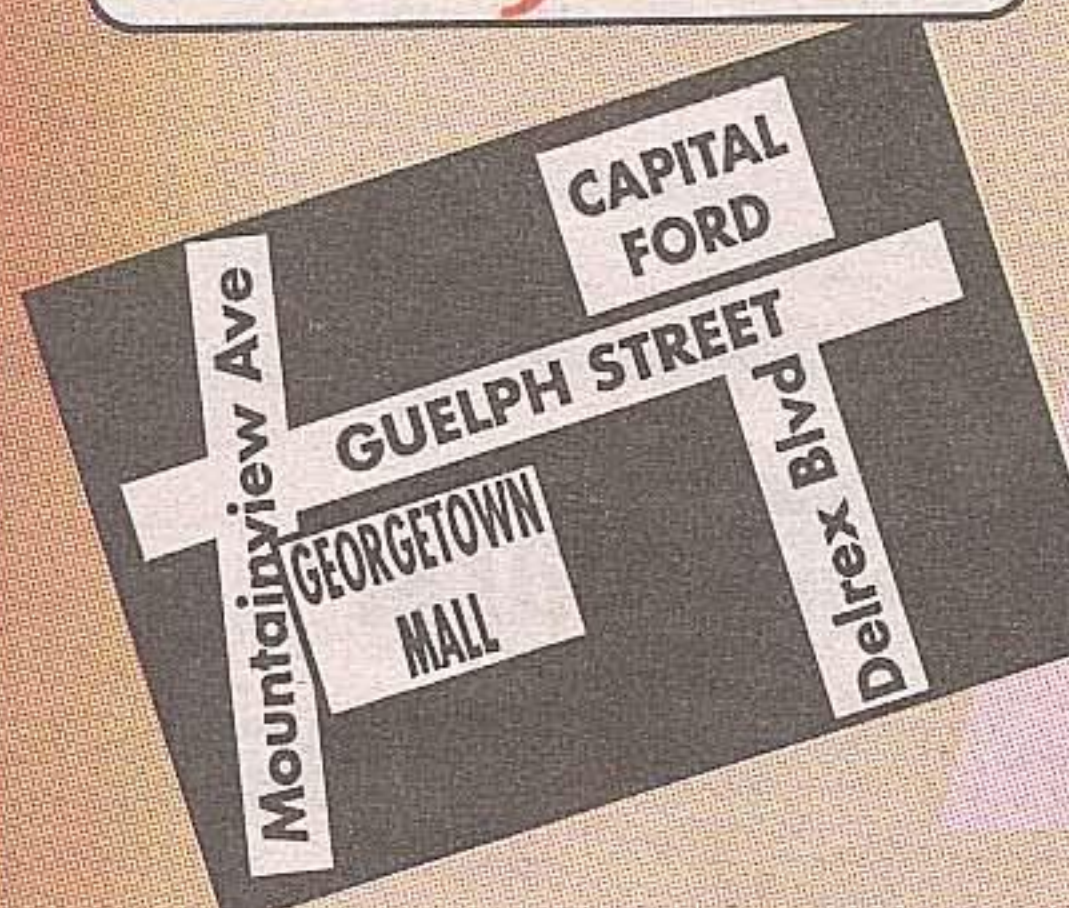 CAPITAL
FORD
Mountainview Ave
GUELPH STREET
Delrex Blvd
GEORGETOWN
MALL